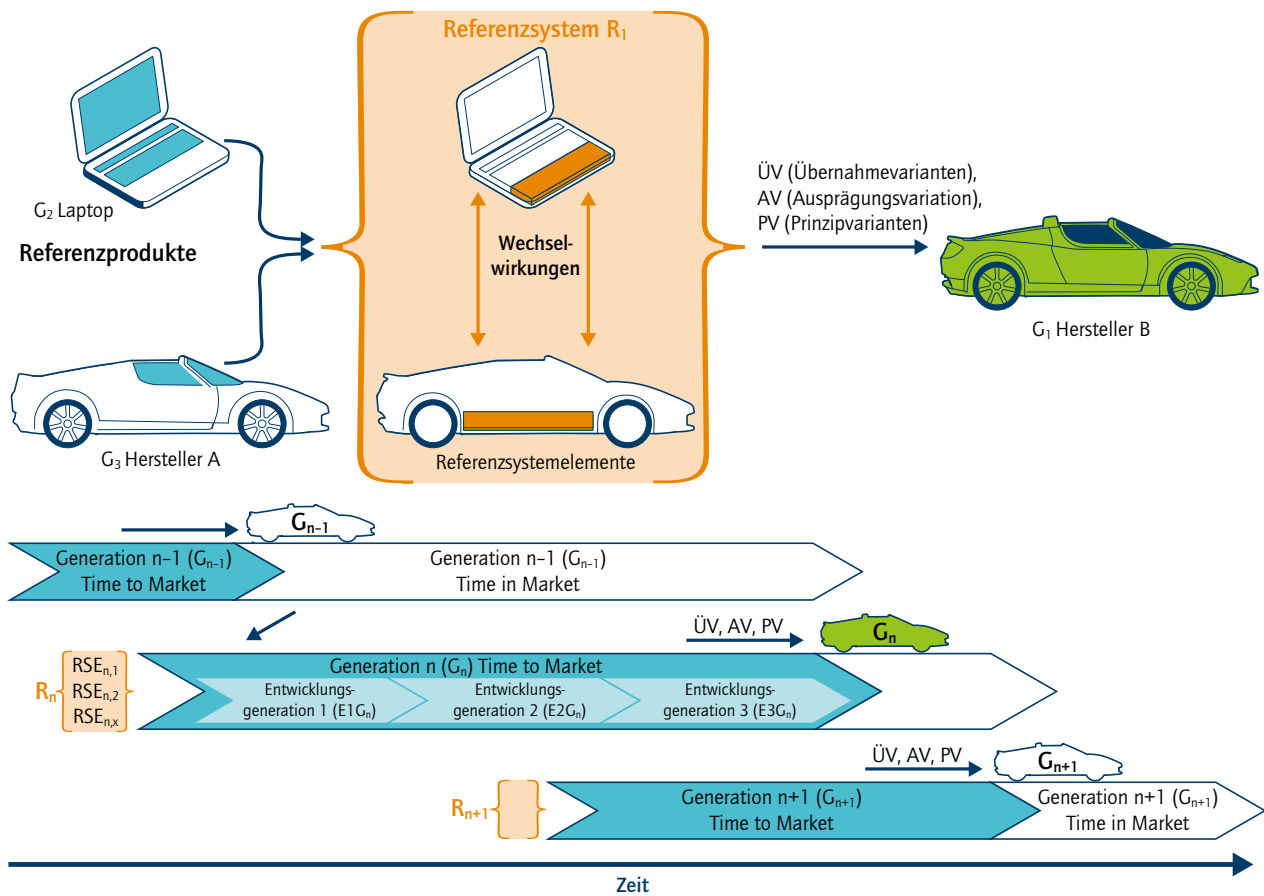 Referenzsystem R₁
G₂ Laptop
Referenzprodukte
Wechsel-
wirkungen
ÜV (Übernahmevarianten),
AV (Ausprägungsvariation),
PV (Prinzipvarianten)
G₁ Hersteller B
G₃ Hersteller A
Referenzsystemelemente
Gn–1
Generation n–1 (Gn–1)
Time to Market
Generation n–1 (Gn–1)
Time in Market
ÜV, AV, PV
Gn
Rn
RSEn,1
RSEn,2
RSEn,x
Generation n (Gn) Time to Market
Entwicklungs-
generation 1 (E1Gn)
Entwicklungs-
generation 2 (E2Gn)
Entwicklungs-
generation 3 (E3Gn)
ÜV, AV, PV
Gn+1
Rn+1
Generation n+1 (Gn+1)
Time to Market
Generation n+1 (Gn+1)
Time in Market
Zeit